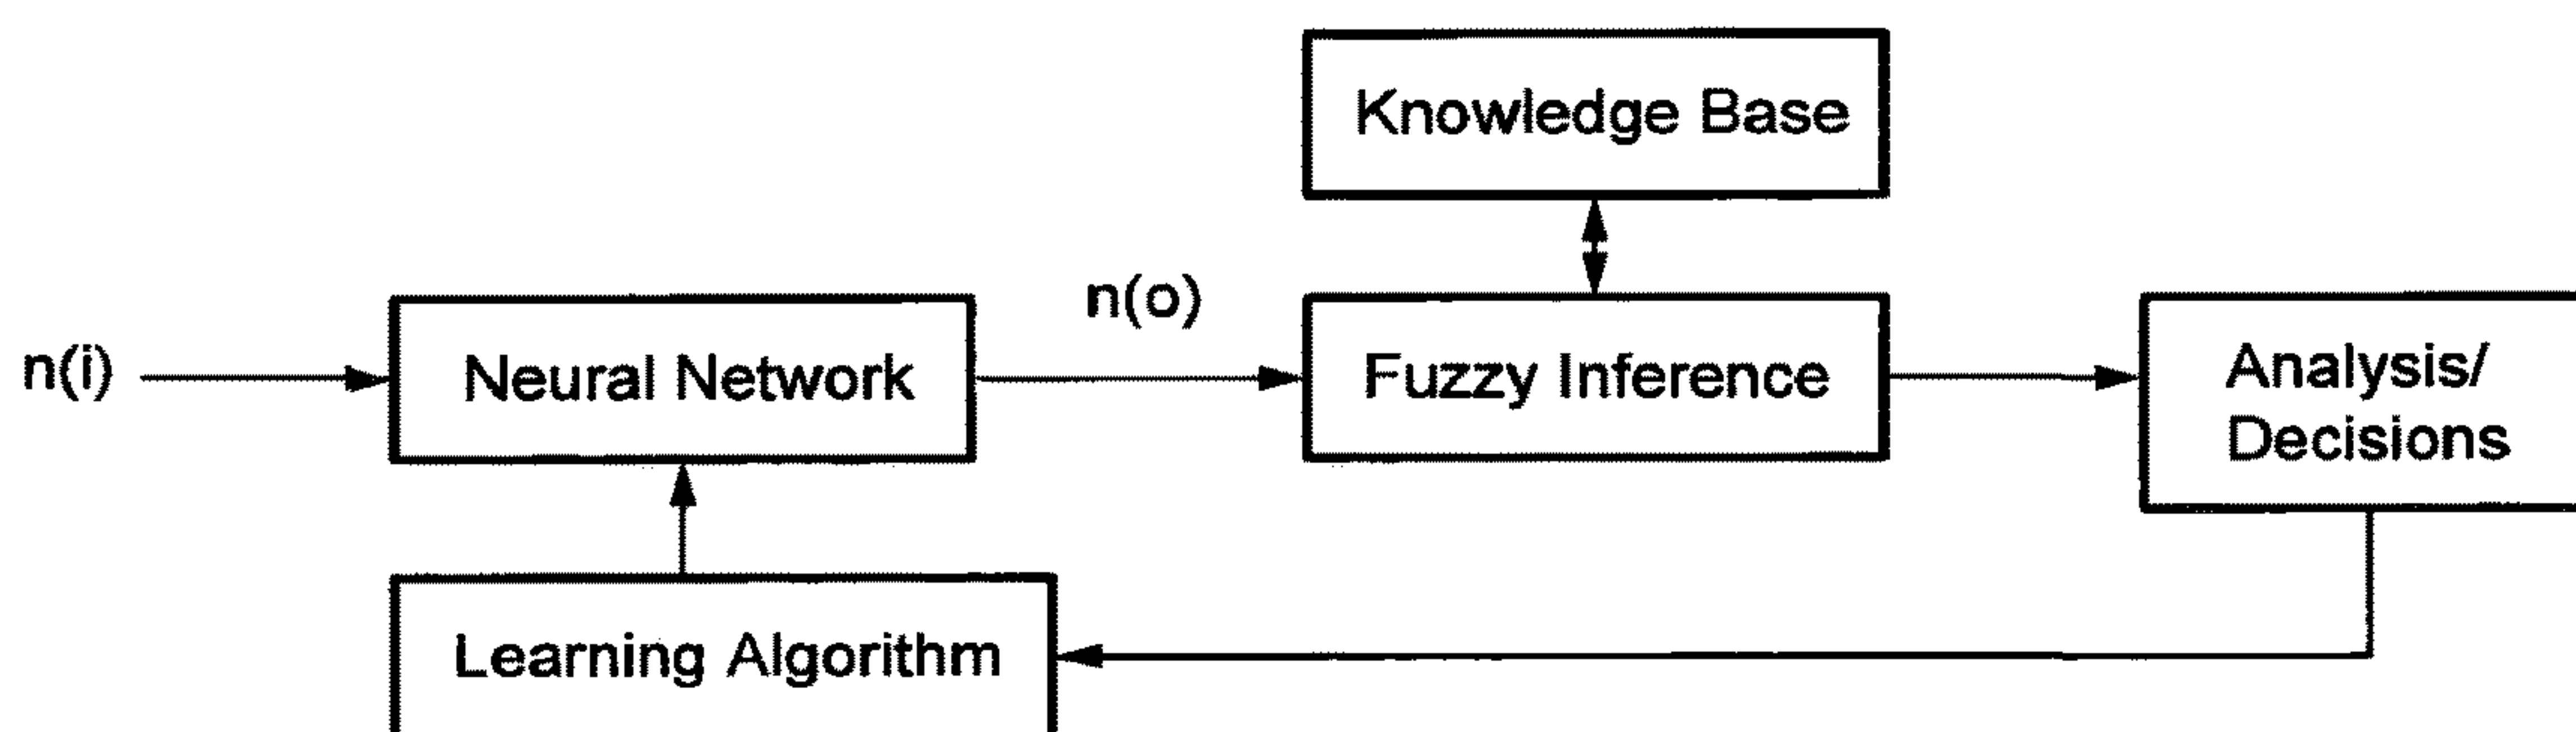 Knowledge Base
n(o)
n(i)
Neural Network
Fuzzy Inference
Analysis/
Decisions
Learning Algorithm